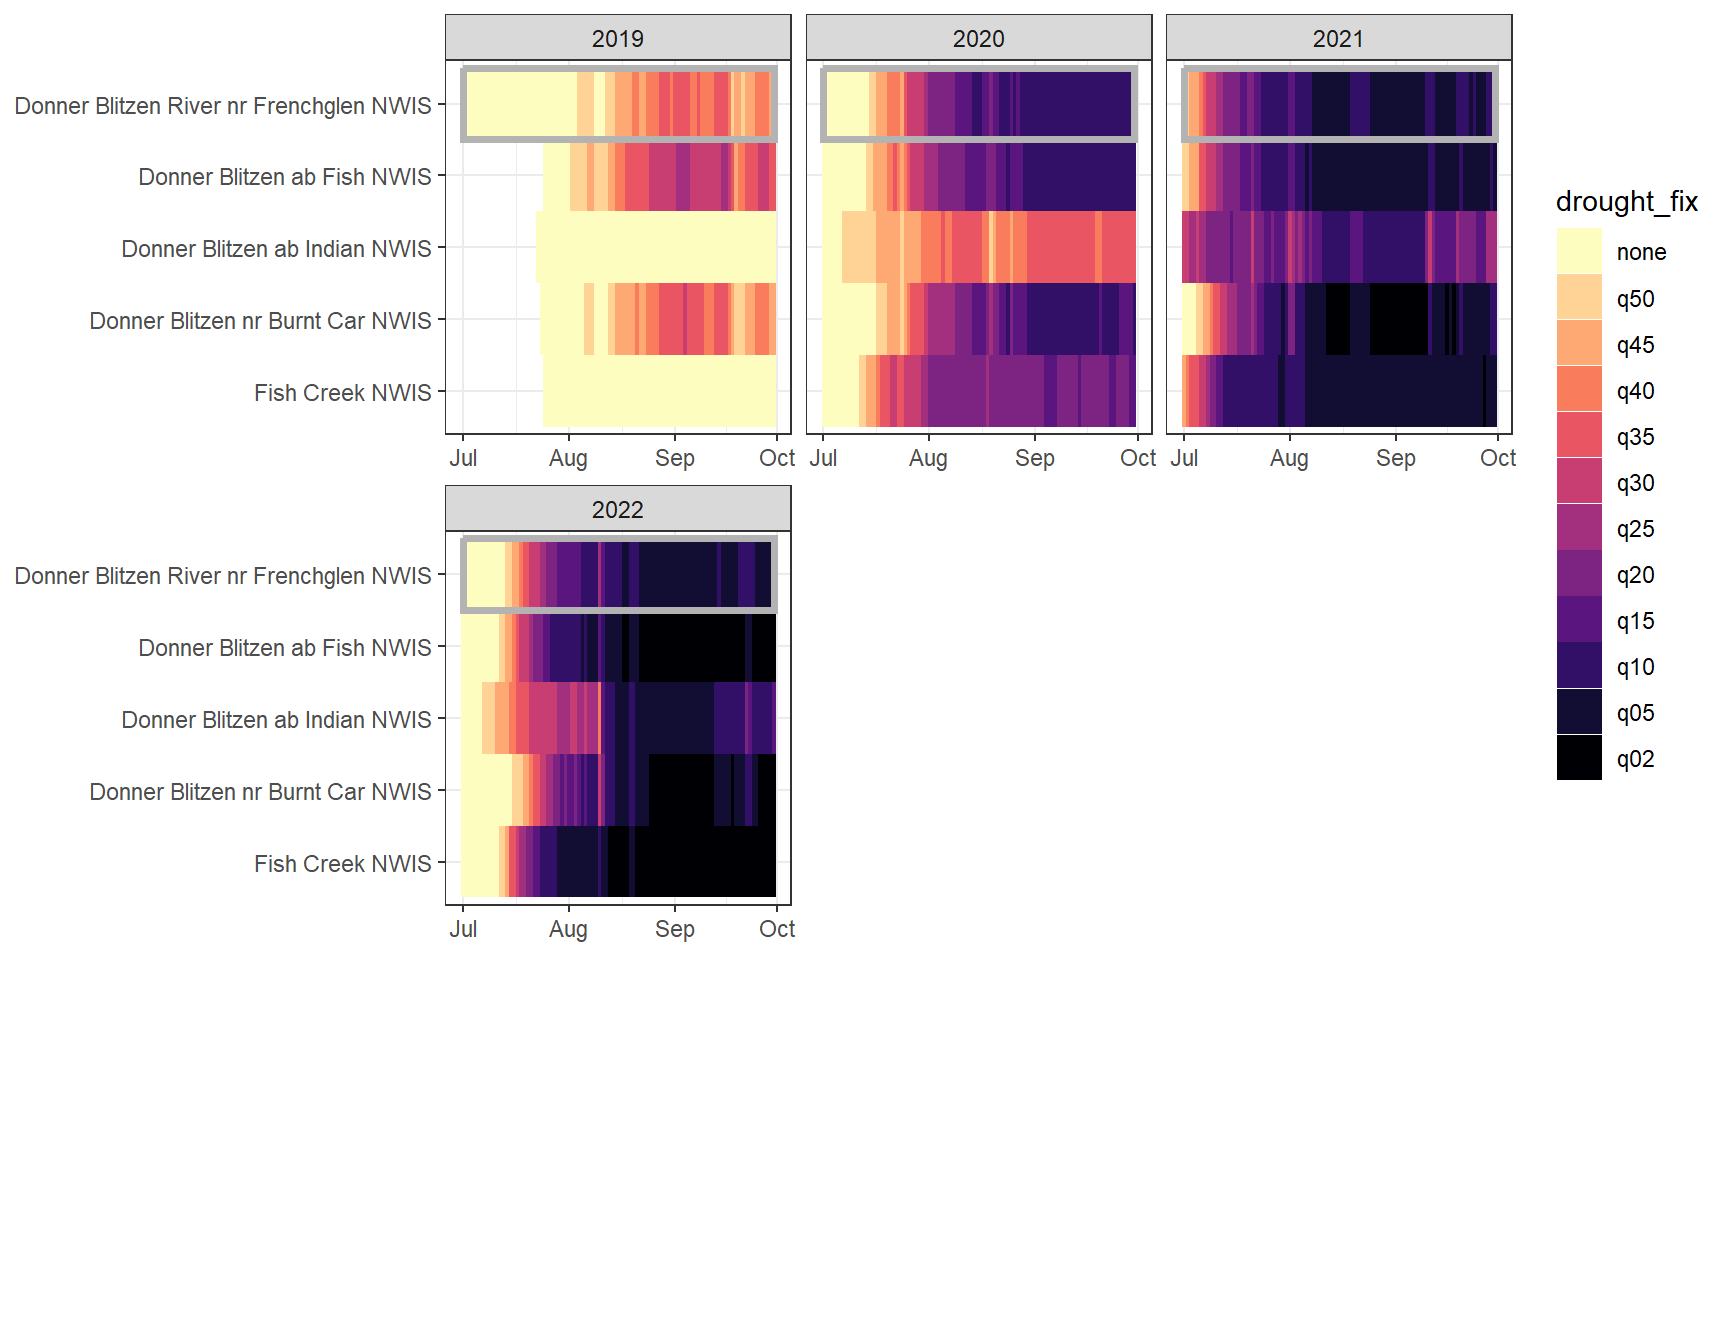 2019
2020
2021
Donner Blitzen River nr Frenchglen NWIS
Donner Blitzen ab Fish NWIS
Donner Blitzen ab Indian NWIS
Donner Blitzen nr Burnt Car NWIS
Fish Creek NWIS
Jul Aug Sep Oct Jul Aug Sep Oct Jul Aug Sep Oct
2022
Donner Blitzen River nr Frenchglen NWIS
Donner Blitzen ab Fish NWIS
Donner Blitzen ab Indian NWIS
Donner Blitzen nr Burnt Car NWIS
Fish Creek NWIS
Jul Aug Sep Oct
drought_fix
none
q50
q45
q40
q35
q30
q25
q20
q15
q10
q05
q02